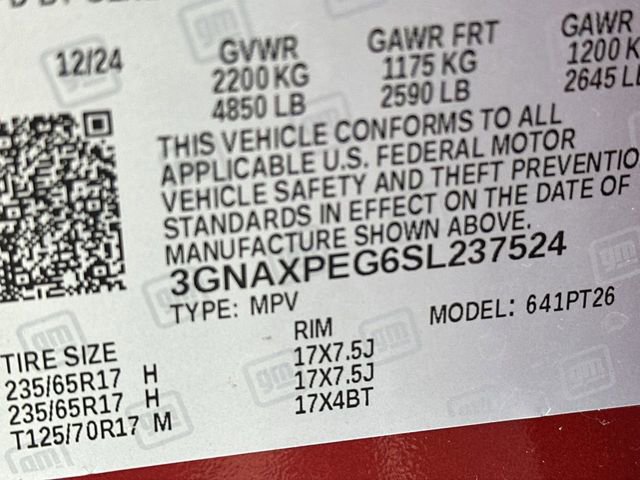 12/24 GVWR GAWR FRT GAWR
2200 KG 1175 KG 1200 K
4850 LB 2590 LB 2645 L
THIS VEHICLE CONFORMS TO ALL
APPLICABLE U.S. FEDERAL MOTOR
VEHICLE SAFETY AND THEFT PREVENTIO
STANDARDS IN EFFECT ON THE DATE OF
MANUFACTURE SHOWN ABOVE.
3GNAXPEG6SL237524
TYPE: MPV MODEL: 641PT26
TIRE SIZE RIM
235/65R17 H 17X7.5J
235/65R17 H 17X7.5J
T125/70R17 M 17X4BT
gm